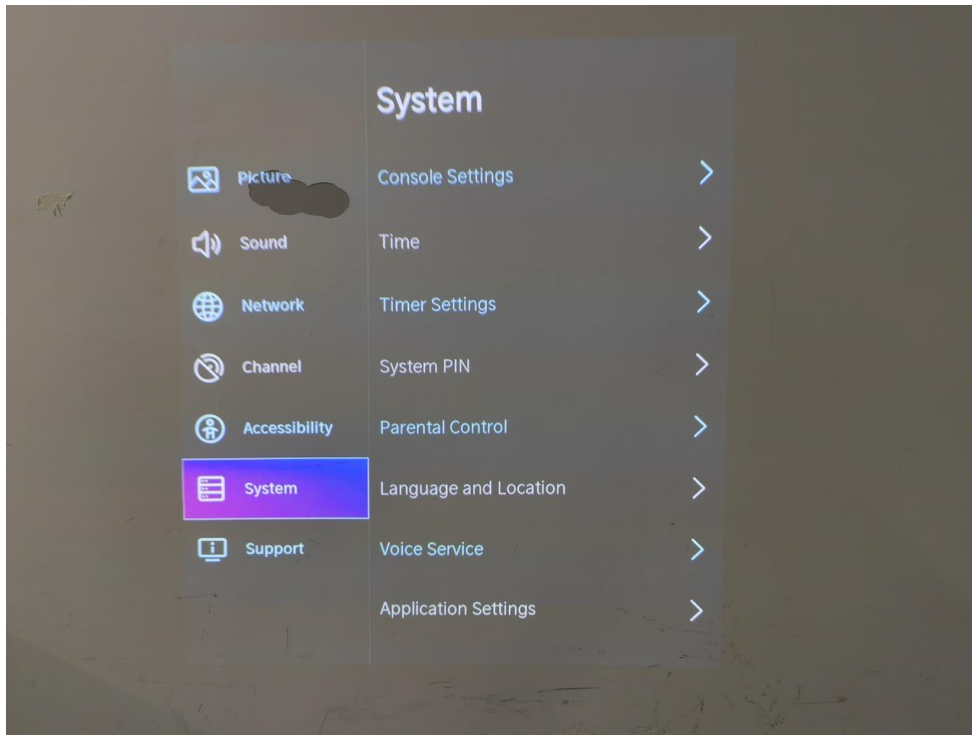 System
Picture
Sound
Network
Channel
Accessibility
System
Support
Console Settings
Time
Timer Settings
System PIN
Parental Control
Language and Location
Voice Service
Application Settings